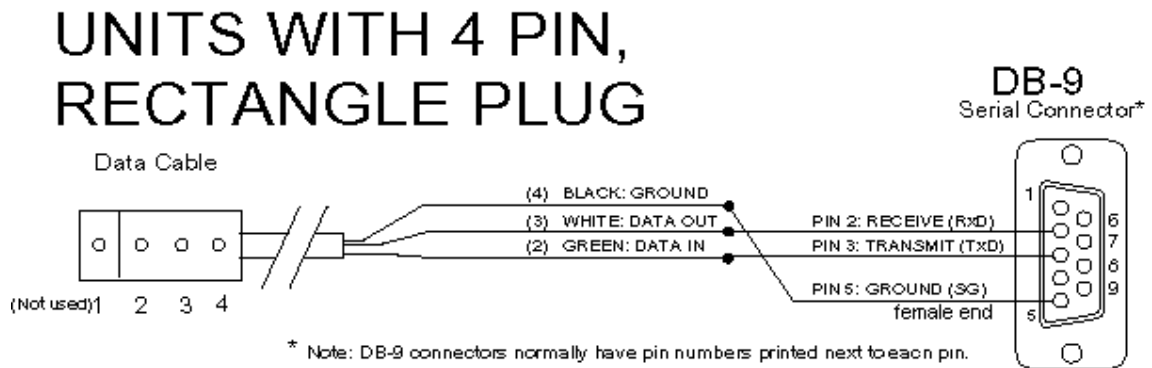 UNITS WITH 4 PIN,
RECTANGLE PLUG
DB-9
Serial Connector*
Data Cable
(4) BLACK: GROUND
(3) WHITE: DATA OUT
(2) GREEN: DATA IN
PIN 2: RECEIVE (RxD)
PIN 3: TRANSMIT (TxD)
PIN 5: GROUND (SG)
female end
1
5
6
7
8
9
(Not used)1 2 3 4
* Note: DB-9 connectors normally have pin numbers printed next to each pin.